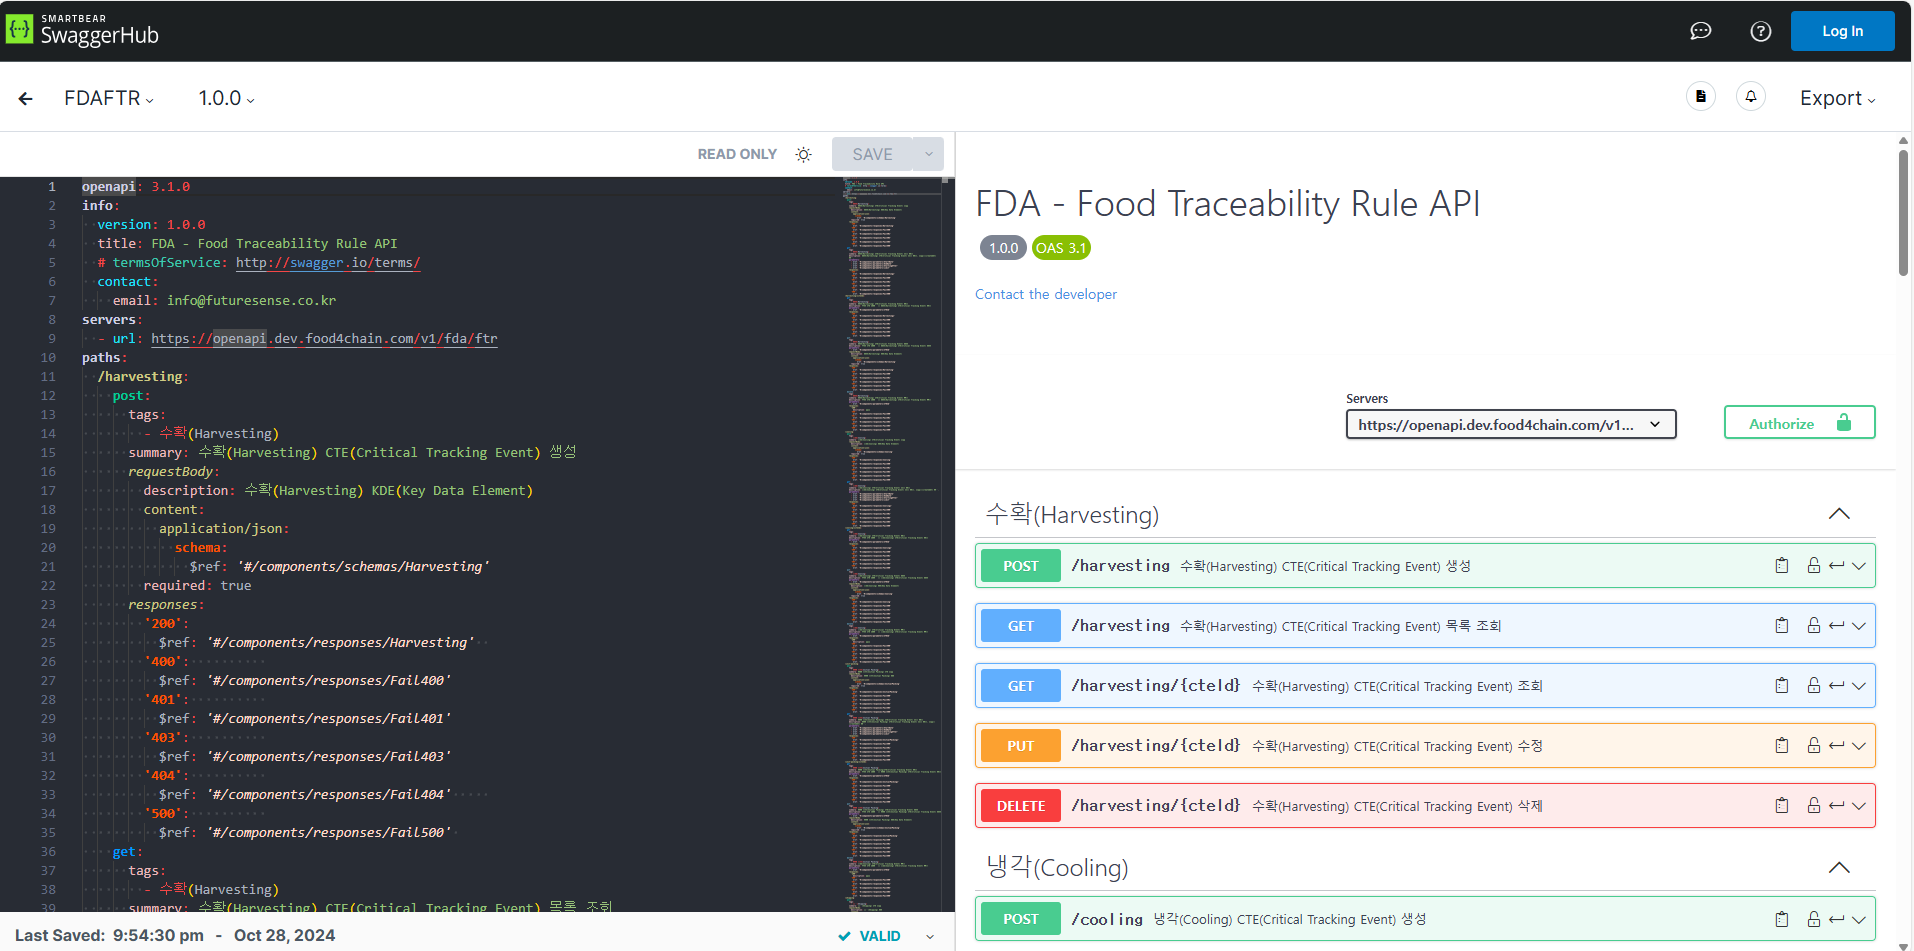 SMARTBEAR
SwaggerHub
Log In
FDAFTR
1.0.0
Export
READ ONLY
SAVE
1 openapi: 3.1.0
2 info:
3 version: 1.0.0
4 title: FDA - Food Traceability Rule API
5 # termsOfService: http://swagger.io/terms/
6 contact:
7 email: info@futuresense.co.kr
8 servers:
9 - url: https://openapi.dev.food4chain.com/v1/fda/ftr
10 paths:
11 /harvesting:
12 post:
13 tags:
14 - 수확(Harvesting)
15 summary: 수확(Harvesting) CTE(Critical Tracking Event) 생성
16 requestBody:
17 description: 수확(Harvesting) KDE(Key Data Element)
18 content:
19 application/json:
20 schema:
21 $ref: '#/components/schemas/Harvesting'
22 required: true
23 responses:
24 '200':
25 $ref: '#/components/responses/Harvesting'
26 '400':
27 $ref: '#/components/responses/Fail400'
28 '401':
29 $ref: '#/components/responses/Fail401'
30 '403':
31 $ref: '#/components/responses/Fail403'
32 '404':
33 $ref: '#/components/responses/Fail404'
34 '500':
35 $ref: '#/components/responses/Fail500'
36 get:
37 tags:
38 - 수확(Harvesting)
39 summary: 수확(Harvesting) CTE(Critical Tracking Event) 목록 조회
Last Saved: 9:54:30 pm - Oct 28, 2024
VALID
FDA - Food Traceability Rule API
1.0.0 OAS 3.1
Contact the developer
Servers
https://openapi.dev.food4chain.com/v1...
Authorize
수확(Harvesting)
POST /harvesting 수확(Harvesting) CTE(Critical Tracking Event) 생성
GET /harvesting 수확(Harvesting) CTE(Critical Tracking Event) 목록 조회
GET /harvesting/{cteId} 수확(Harvesting) CTE(Critical Tracking Event) 조회
PUT /harvesting/{cteId} 수확(Harvesting) CTE(Critical Tracking Event) 수정
DELETE /harvesting/{cteId} 수확(Harvesting) CTE(Critical Tracking Event) 삭제
냉각(Cooling)
POST /cooling 냉각(Cooling) CTE(Critical Tracking Event) 생성